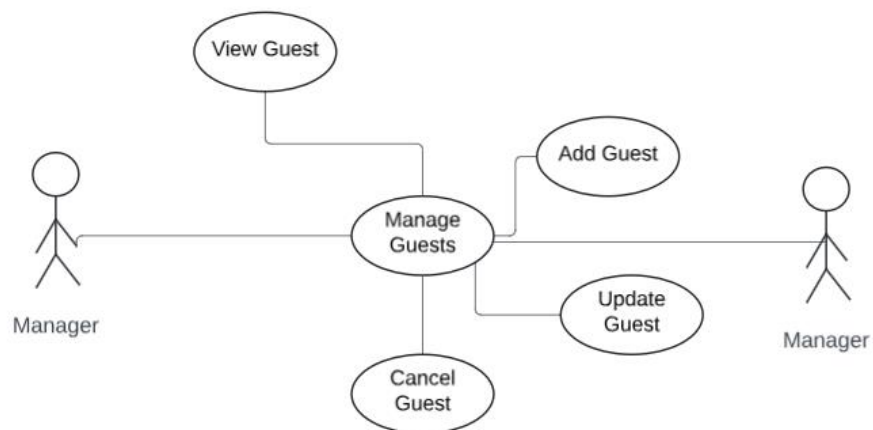 View Guest
Add Guest
Manage
Guests
Update
Guest
Manager
Manager
Cancel
Guest